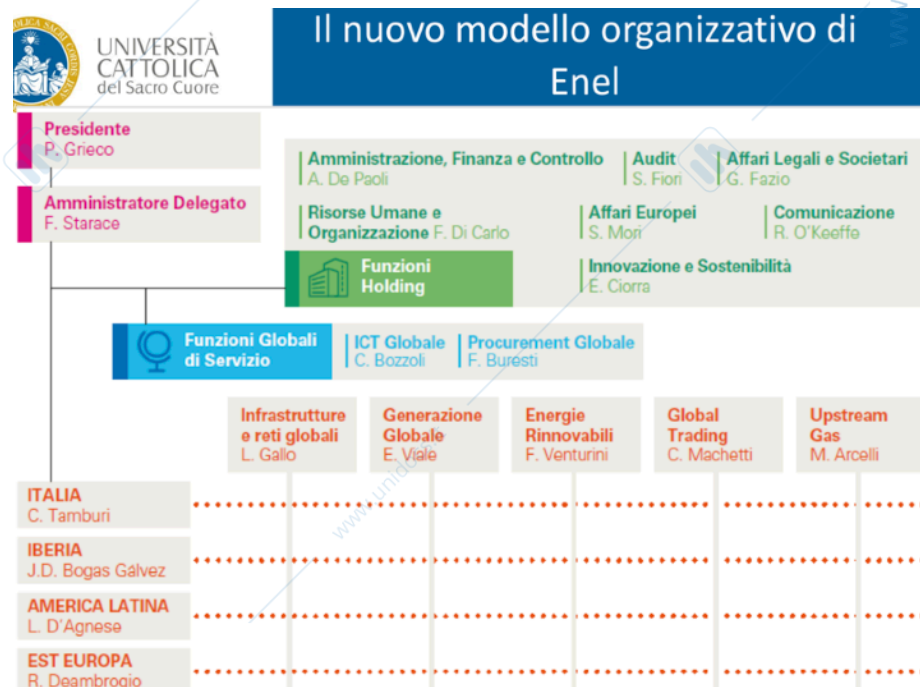 UNIVERSITÀ
CATTOLICA
del Sacro Cuore
Il nuovo modello organizzativo di
Enel
Presidente
P. Grieco
Amministratore Delegato
F. Starace
Amministrazione, Finanza e Controllo
A. De Paoli
Audit
S. Fiori
Affari Legali e Societari
G. Fazio
Risorse Umane e
Organizzazione F. Di Carlo
Affari Europei
S. Mori
Comunicazione
R. O'Keeffe
Funzioni
Holding
Innovazione e Sostenibilità
E. Ciorra
Funzioni Globali
di Servizio
ICT Globale
C. Bozzoli
Procurement Globale
F. Buresti
Infrastrutture
e reti globali
L. Gallo
Generazione
Globale
E. Viale
Energie
Rinnovabili
F. Venturini
Global
Trading
C. Machetti
Upstream
Gas
M. Arcelli
ITALIA
C. Tamburi
IBERIA
J.D. Bogas Gálvez
AMERICA LATINA
L. D'Agnese
EST EUROPA
R. Deambrogio